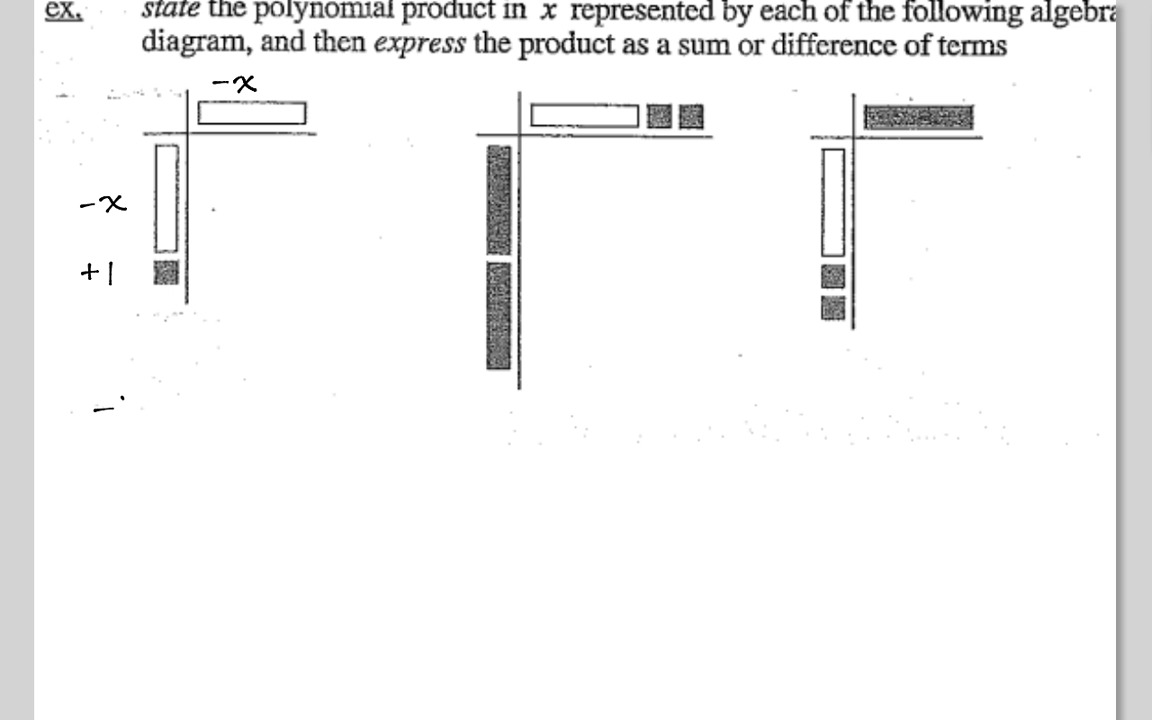 ex. state the polynomial product in x represented by each of the following algebra
diagram, and then express the product as a sum or difference of terms
-x
-x
+1